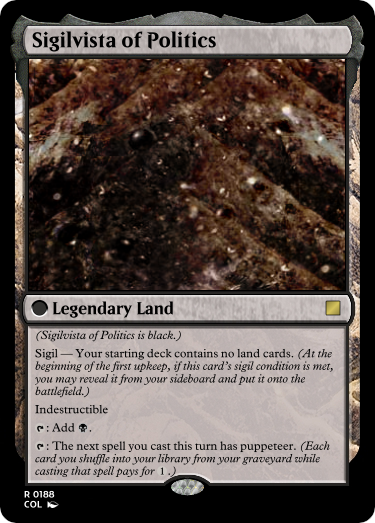 Sigilvista of Politics
Legendary Land
(Sigilvista of Politics is black.)
Sigil — Your starting deck contains no land cards. (At the
beginning of the first upkeep, if this card's sigil condition is met,
you may reveal it from your sideboard and put it onto the
battlefield.)
Indestructible
: Add .
: The next spell you cast this turn has puppeteer. (Each
card you shuffle into your library from your graveyard while
casting that spell pays for 1.)
R 0188
COL